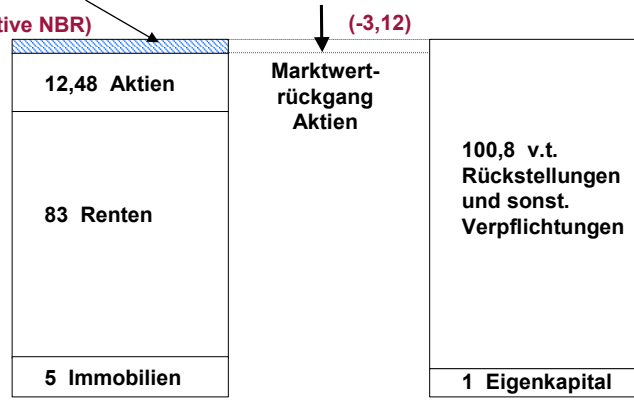 tive NBR)
(-3,12)
12,48 Aktien
Marktwert-
rückgang
Aktien
83 Renten
5 Immobilien
100,8 v.t.
Rückstellungen
und sonst.
Verpflichtungen
1 Eigenkapital